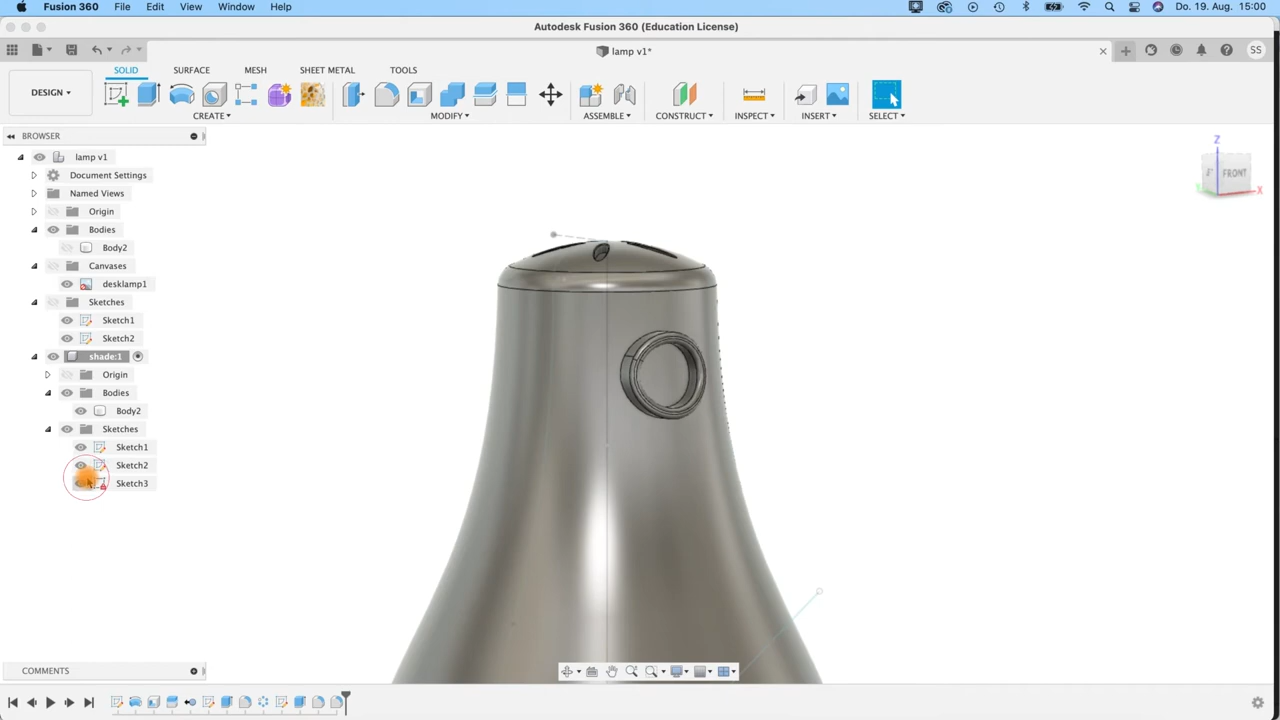 Fusion 360 File Edit View Window Help Do. 19. Aug. 15:00
Autodesk Fusion 360 (Education License)
lamp v1* SS
SOLID SURFACE MESH SHEET METAL TOOLS
DESIGN
CREATE MODIFY ASSEMBLE CONSTRUCT INSPECT INSERT SELECT
BROWSER
lamp v1
Document Settings
Named Views
Origin
Bodies
Body2
Canvases
desklamp1
Sketches
Sketch1
Sketch2
shade:1
Origin
Bodies
Body2
Sketches
Sketch1
Sketch2
Sketch3
Z
FRONT
X
COMMENTS